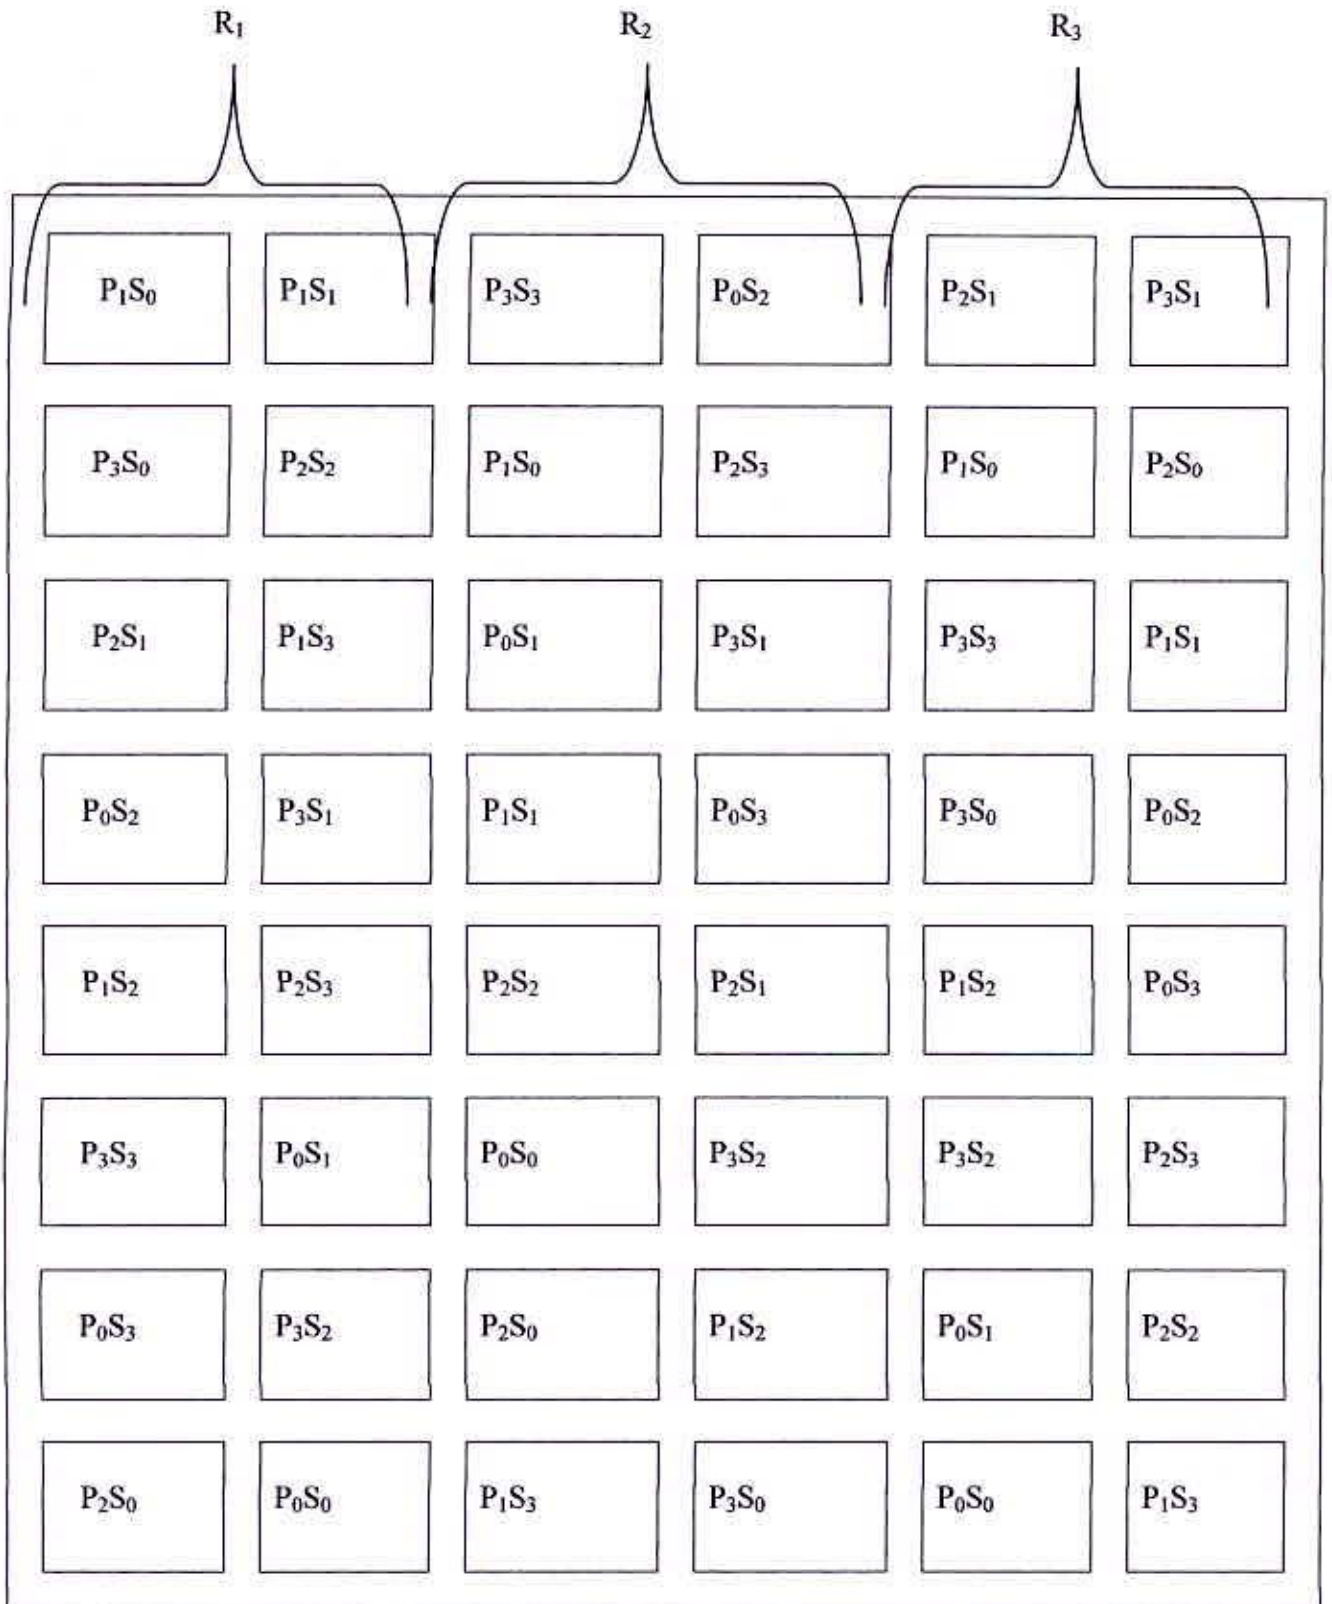 R₁ R₂ R₃
P₁S₀ P₁S₁ P₃S₃ P₀S₂ P₂S₁ P₃S₁
P₃S₀ P₂S₂ P₁S₀ P₂S₃ P₁S₀ P₂S₀
P₂S₁ P₁S₃ P₀S₁ P₃S₁ P₃S₃ P₁S₁
P₀S₂ P₃S₁ P₁S₁ P₀S₃ P₃S₀ P₀S₂
P₁S₂ P₂S₃ P₂S₂ P₂S₁ P₁S₂ P₀S₃
P₃S₃ P₀S₁ P₀S₀ P₃S₂ P₃S₂ P₂S₃
P₀S₃ P₃S₂ P₂S₀ P₁S₂ P₀S₁ P₂S₂
P₂S₀ P₀S₀ P₁S₃ P₃S₀ P₀S₀ P₁S₃